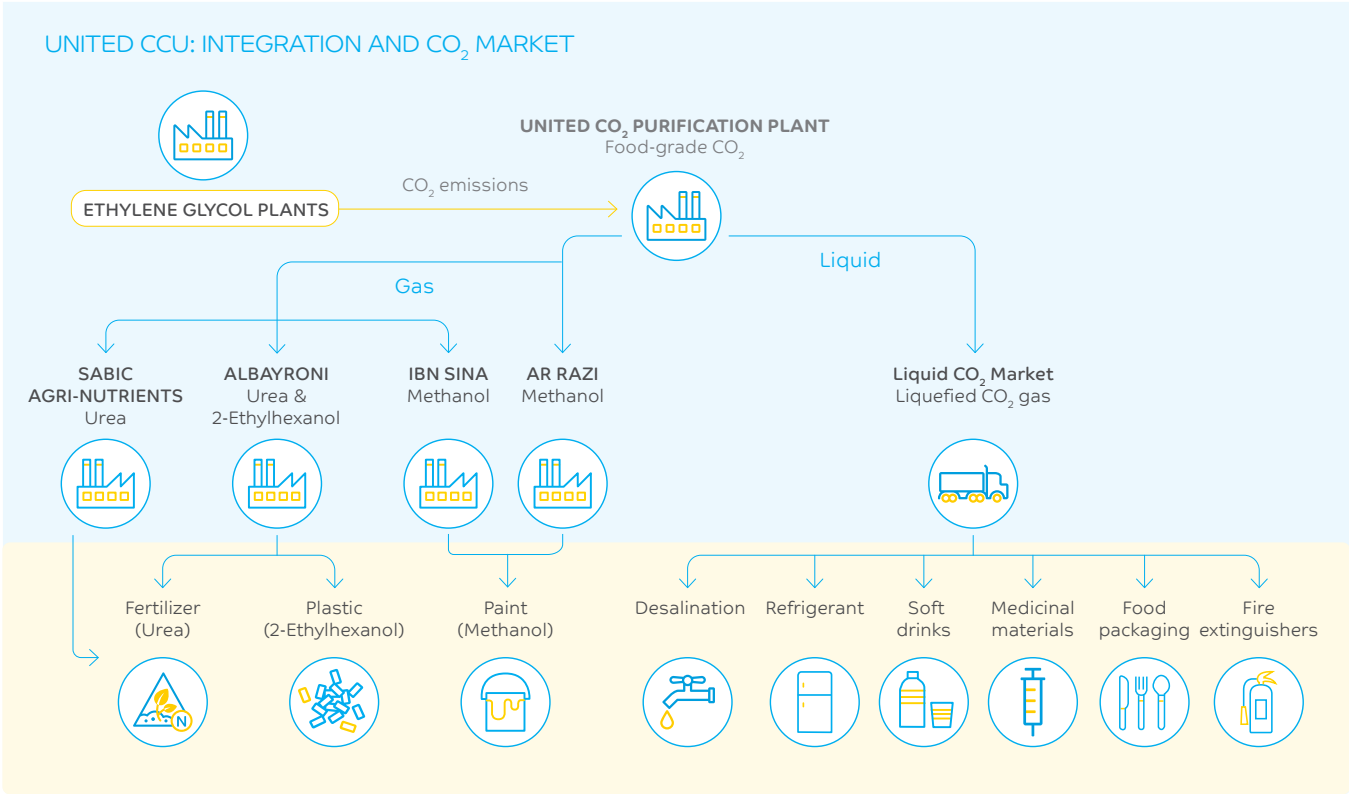 UNITED CCU: INTEGRATION AND CO₂ MARKET
UNITED CO₂ PURIFICATION PLANT
Food-grade CO₂
CO₂ emissions
ETHYLENE GLYCOL PLANTS
Liquid
Gas
SABIC
AGRI-NUTRIENTS
Urea
ALBAYRONI
Urea &
2-Ethylhexanol
IBN SINA
Methanol
AR RAZI
Methanol
Liquid CO₂ Market
Liquefied CO₂ gas
Fertilizer
(Urea)
Plastic
(2-Ethylhexanol)
Paint
(Methanol)
Desalination
Refrigerant
Soft
drinks
Medicinal
materials
Food
packaging
Fire
extinguishers
N